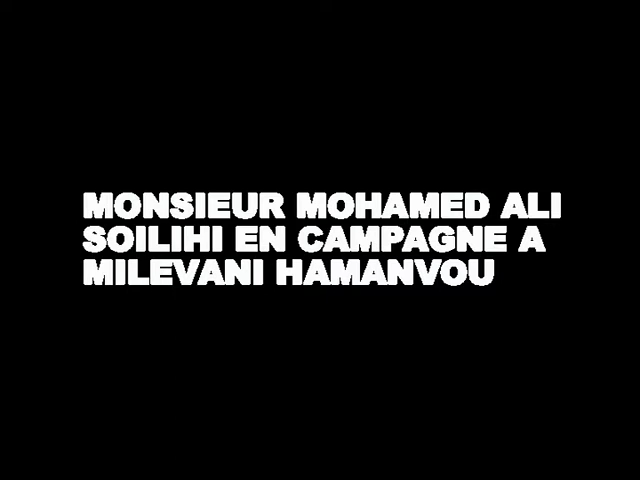 MONSIEUR MOHAMED ALI
SOILIHI EN CAMPAGNE A
MILEVANI HAMANVOU